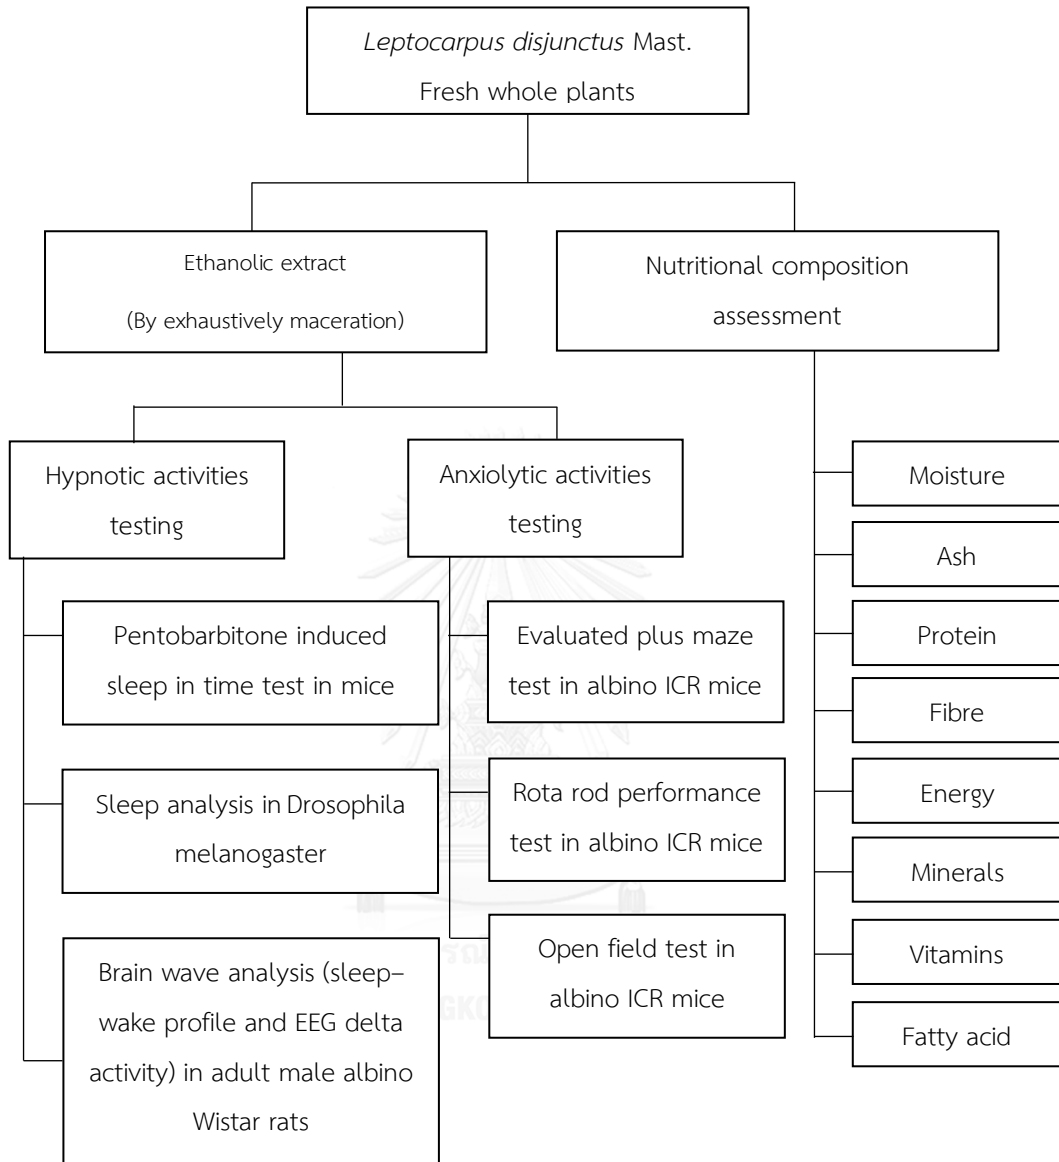 Leptocarpus disjunctus Mast.
Fresh whole plants
Ethanolic extract
(By exhaustively maceration)
Nutritional composition
assessment
Hypnotic activities
testing
Anxiolytic activities
testing
Pentobarbitone induced
sleep in time test in mice
Sleep analysis in Drosophila
melanogaster
Brain wave analysis (sleep–
wake profile and EEG delta
activity) in adult male albino
Wistar rats
Evaluated plus maze
test in albino ICR mice
Rota rod performance
test in albino ICR mice
Open field test in
albino ICR mice
Moisture
Ash
Protein
Fibre
Energy
Minerals
Vitamins
Fatty acid